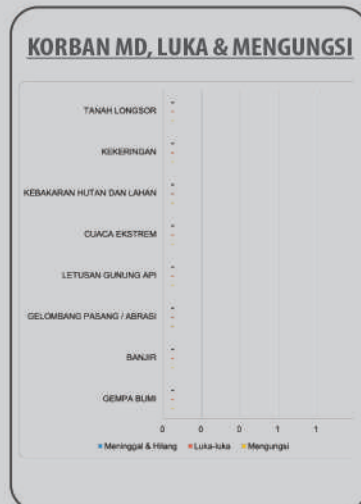 KORBAN MD, LUKA & MENGUNGSI
TANAH LONGSOR
-
-
-
KEKERINGAN
-
-
-
KEBAKARAN HUTAN DAN LAHAN
-
-
-
CUACA EKSTREM
-
-
-
LETUSAN GUNUNG API
-
-
-
GELOMBANG PASANG / ABRASI
-
-
-
BANJIR
-
-
-
GEMPA BUMI
-
-
-
0 0 0 1 1
Meninggal & Hilang Luka-luka Mengungsi